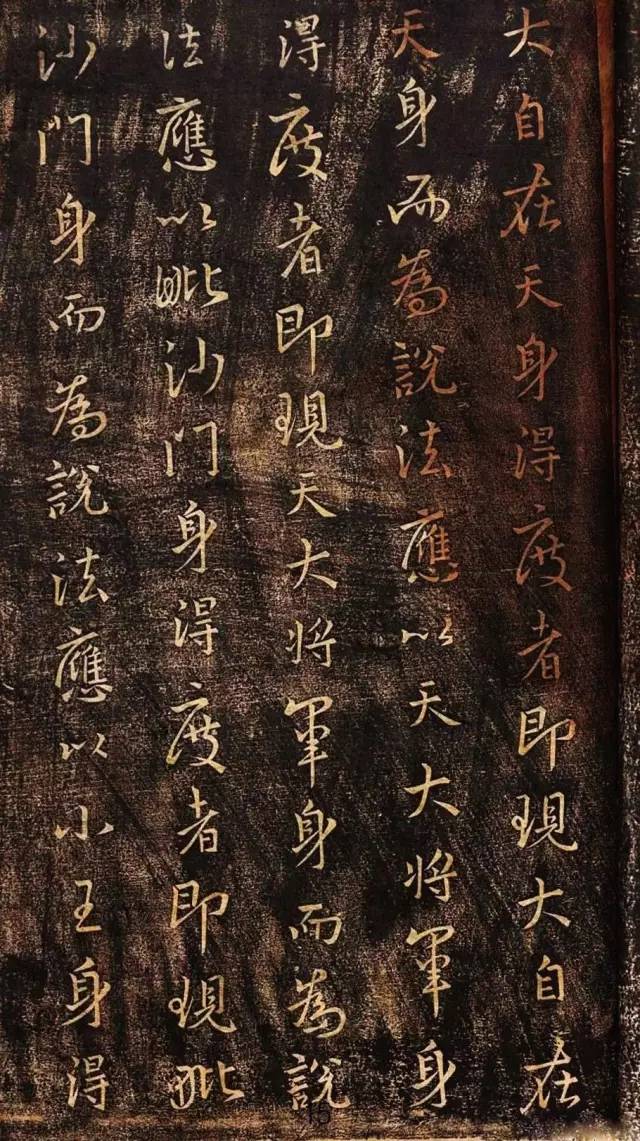 大自在天身得度者即現大自在
天身而為說法應以天大將軍身
得度者即現天大將軍身而為說
法應以毗沙門身得度者即現毗
沙門身而為說法應以小王身得
15